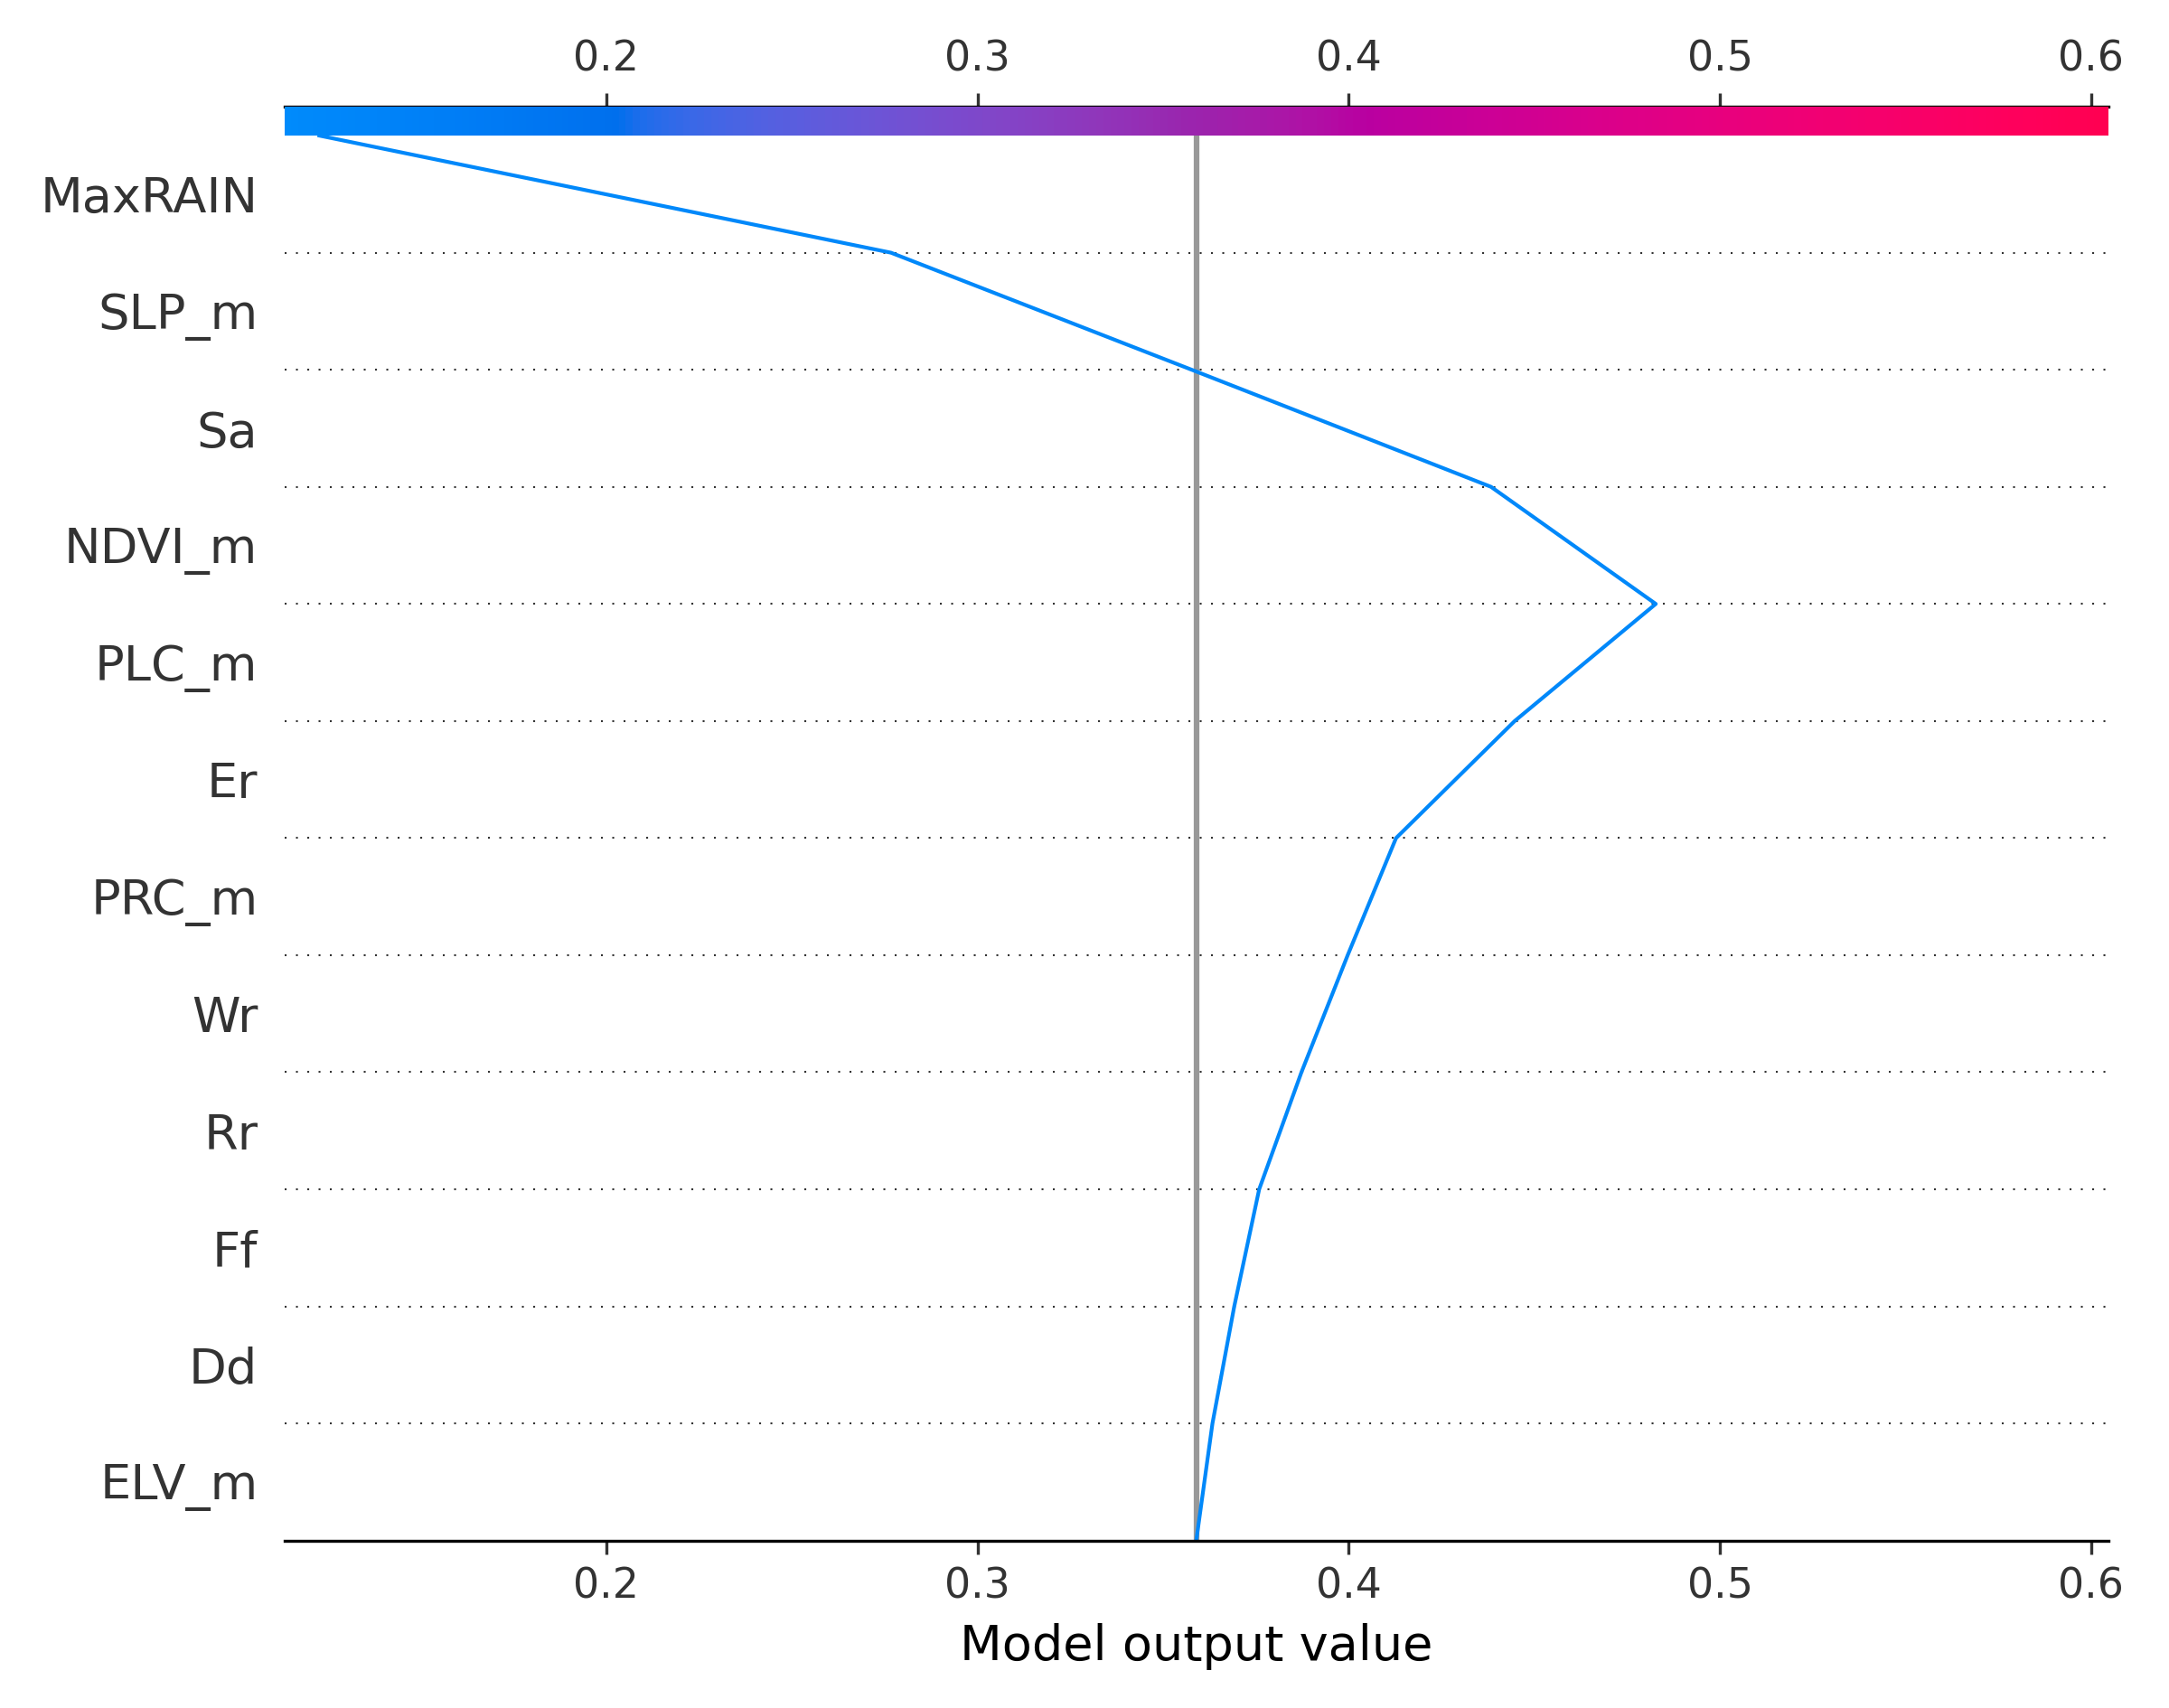 0.2 0.3 0.4 0.5 0.6
MaxRAIN
SLP_m
Sa
NDVI_m
PLC_m
Er
PRC_m
Wr
Rr
Ff
Dd
ELV_m
0.2 0.3 0.4 0.5 0.6
Model output value